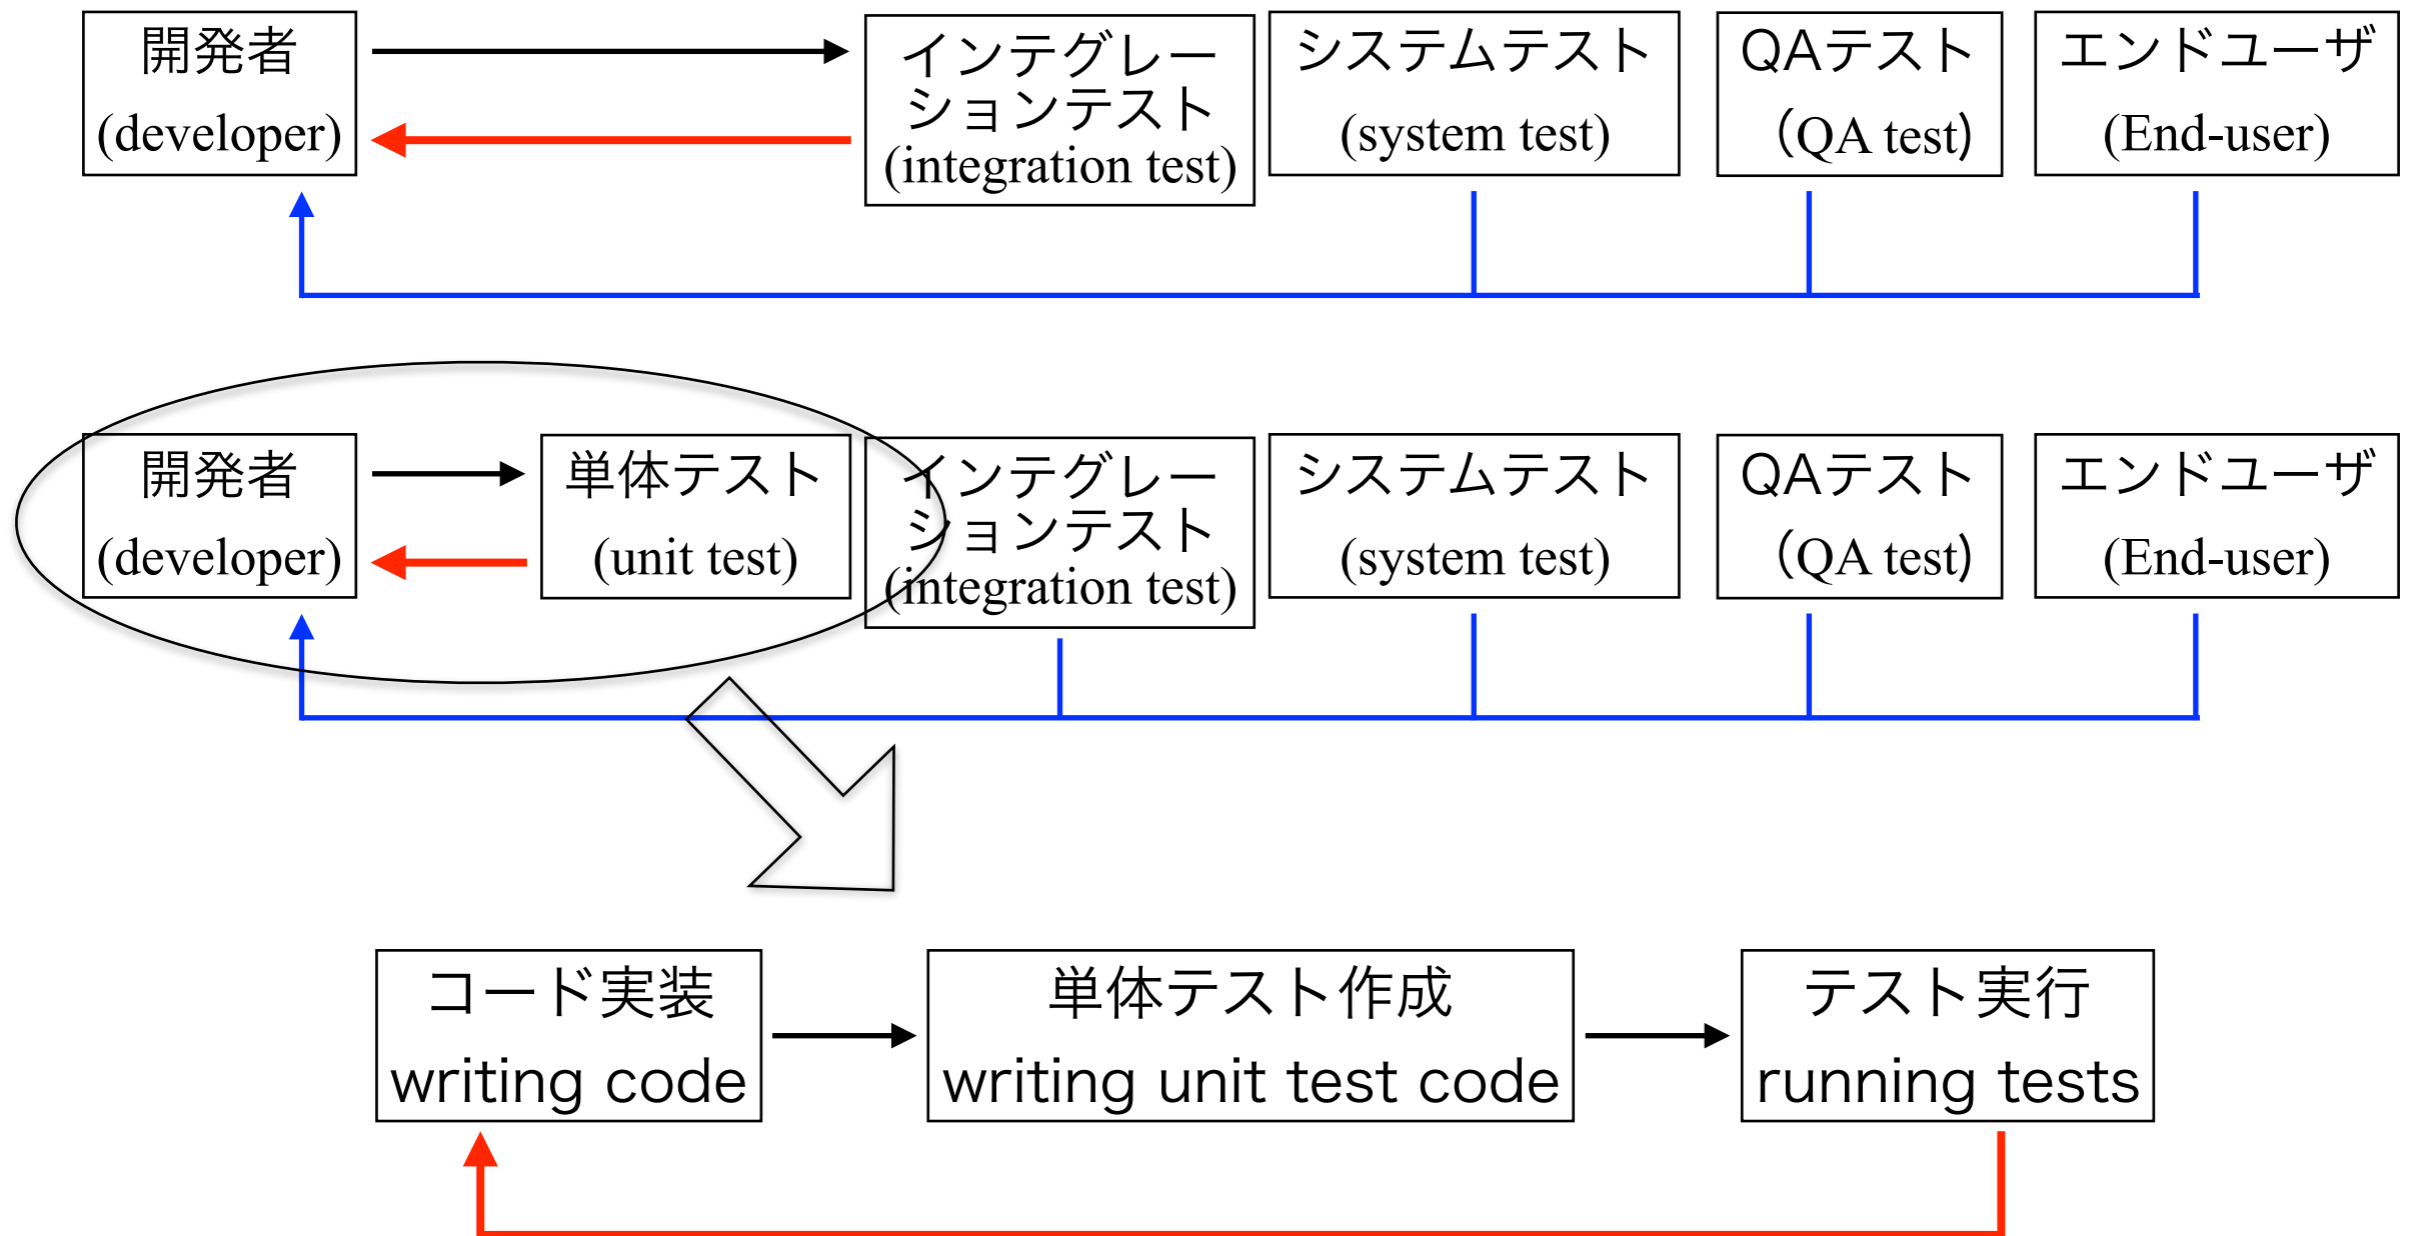 開発者
(developer)
インテグレー
ションテスト
(integration test)
システムテスト
(system test)
QAテスト
（QA test）
エンドユーザ
(End-user)
開発者
(developer)
単体テスト
(unit test)
インテグレー
ションテスト
(integration test)
システムテスト
(system test)
QAテスト
（QA test）
エンドユーザ
(End-user)
コード実装
writing code
単体テスト作成
writing unit test code
テスト実行
running tests